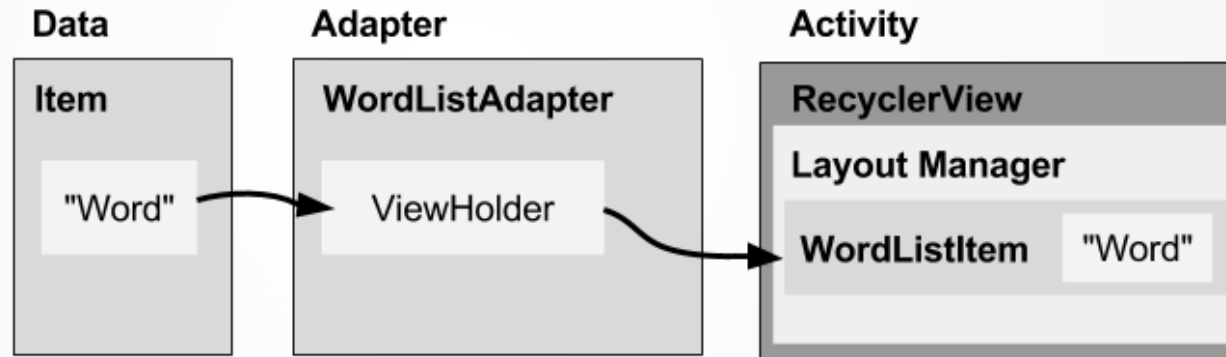 Data
Adapter
Activity
Item
WordListAdapter
RecyclerView
Layout Manager
"Word"
ViewHolder
WordListItem
"Word"